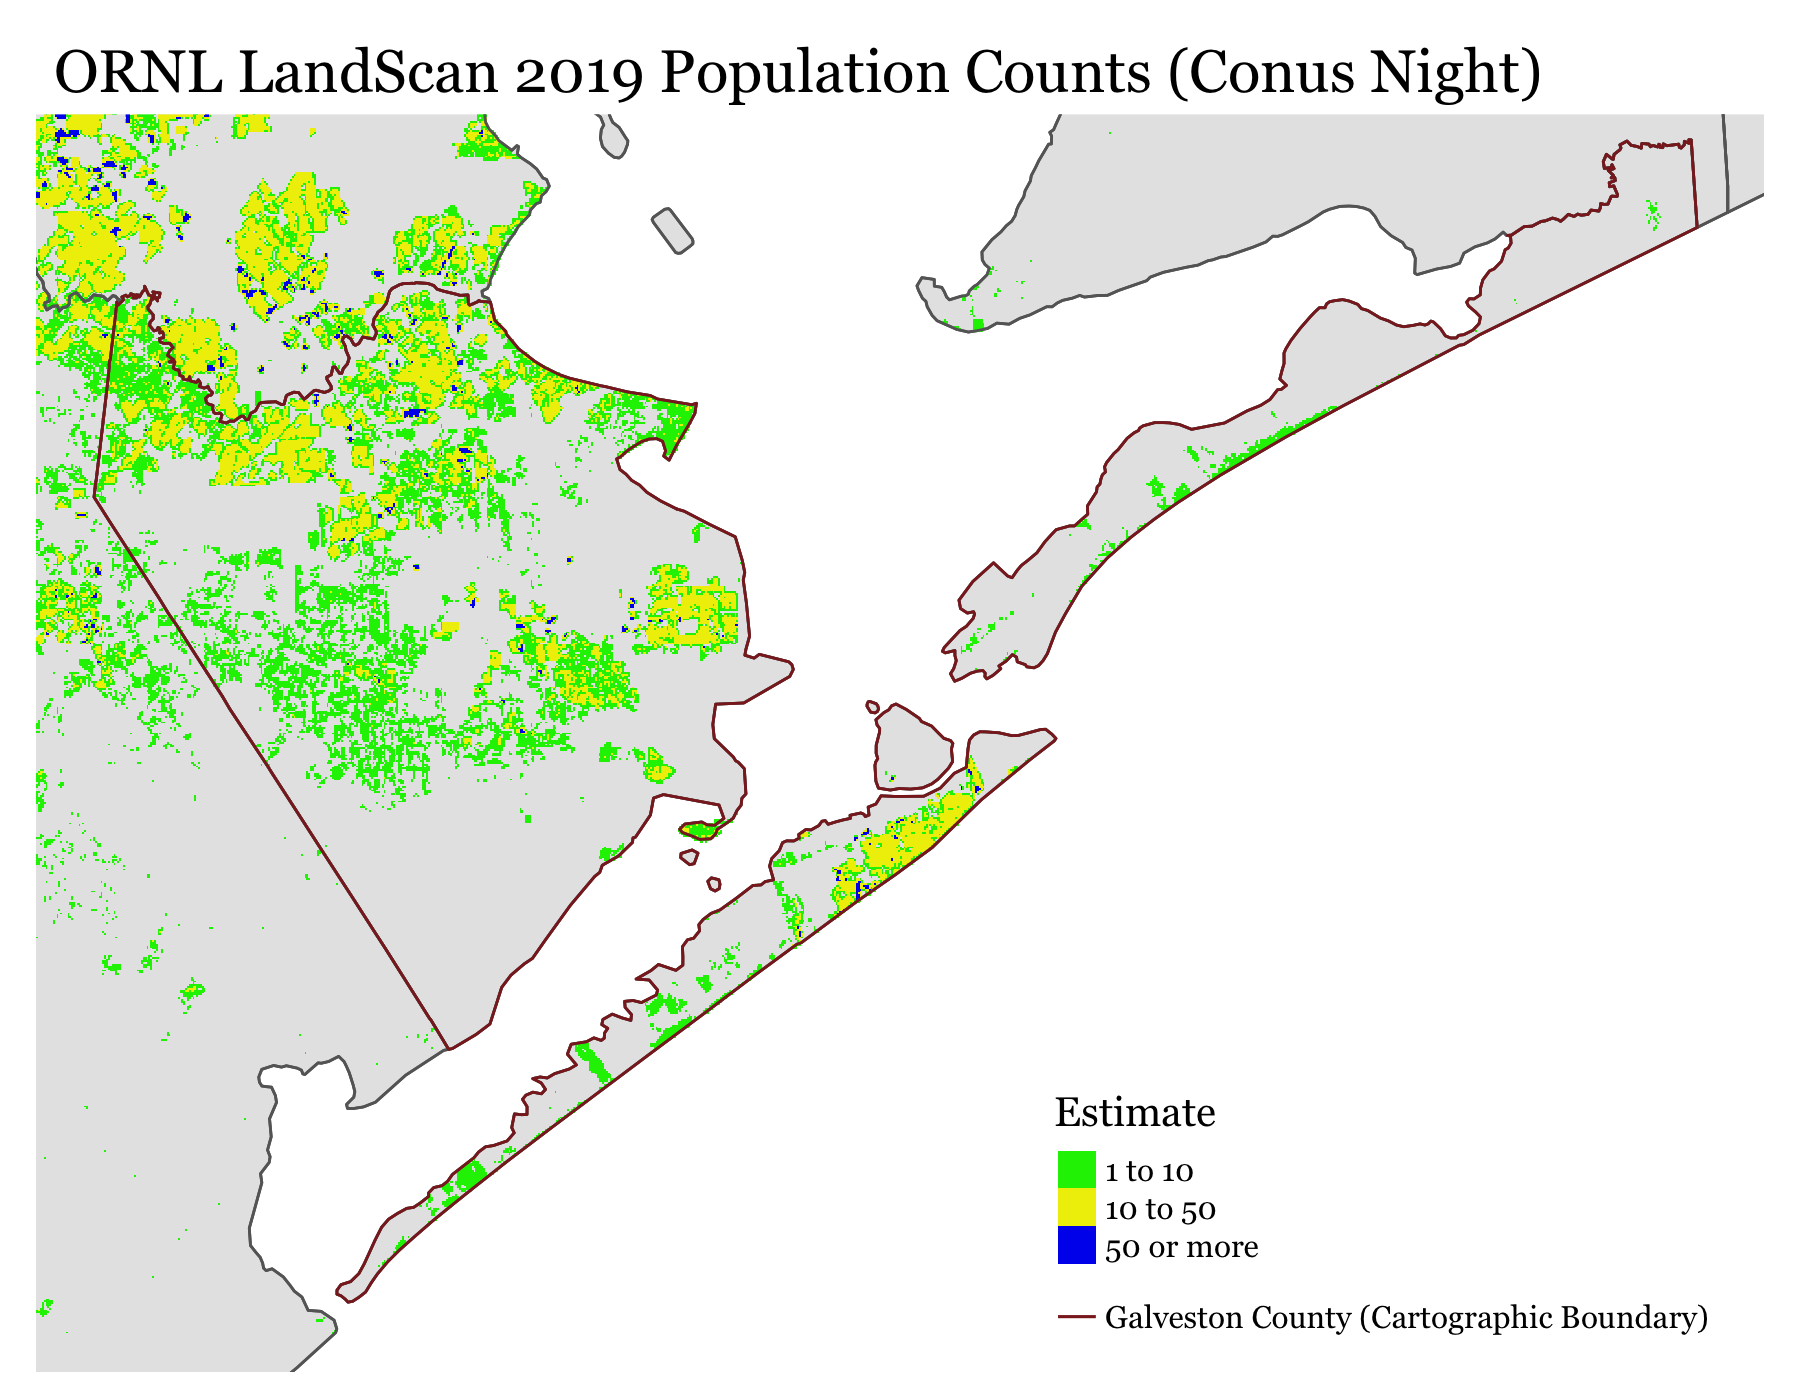 ORNL LandScan 2019 Population Counts (Conus Night)
Estimate
1 to 10
10 to 50
50 or more
Galveston County (Cartographic Boundary)